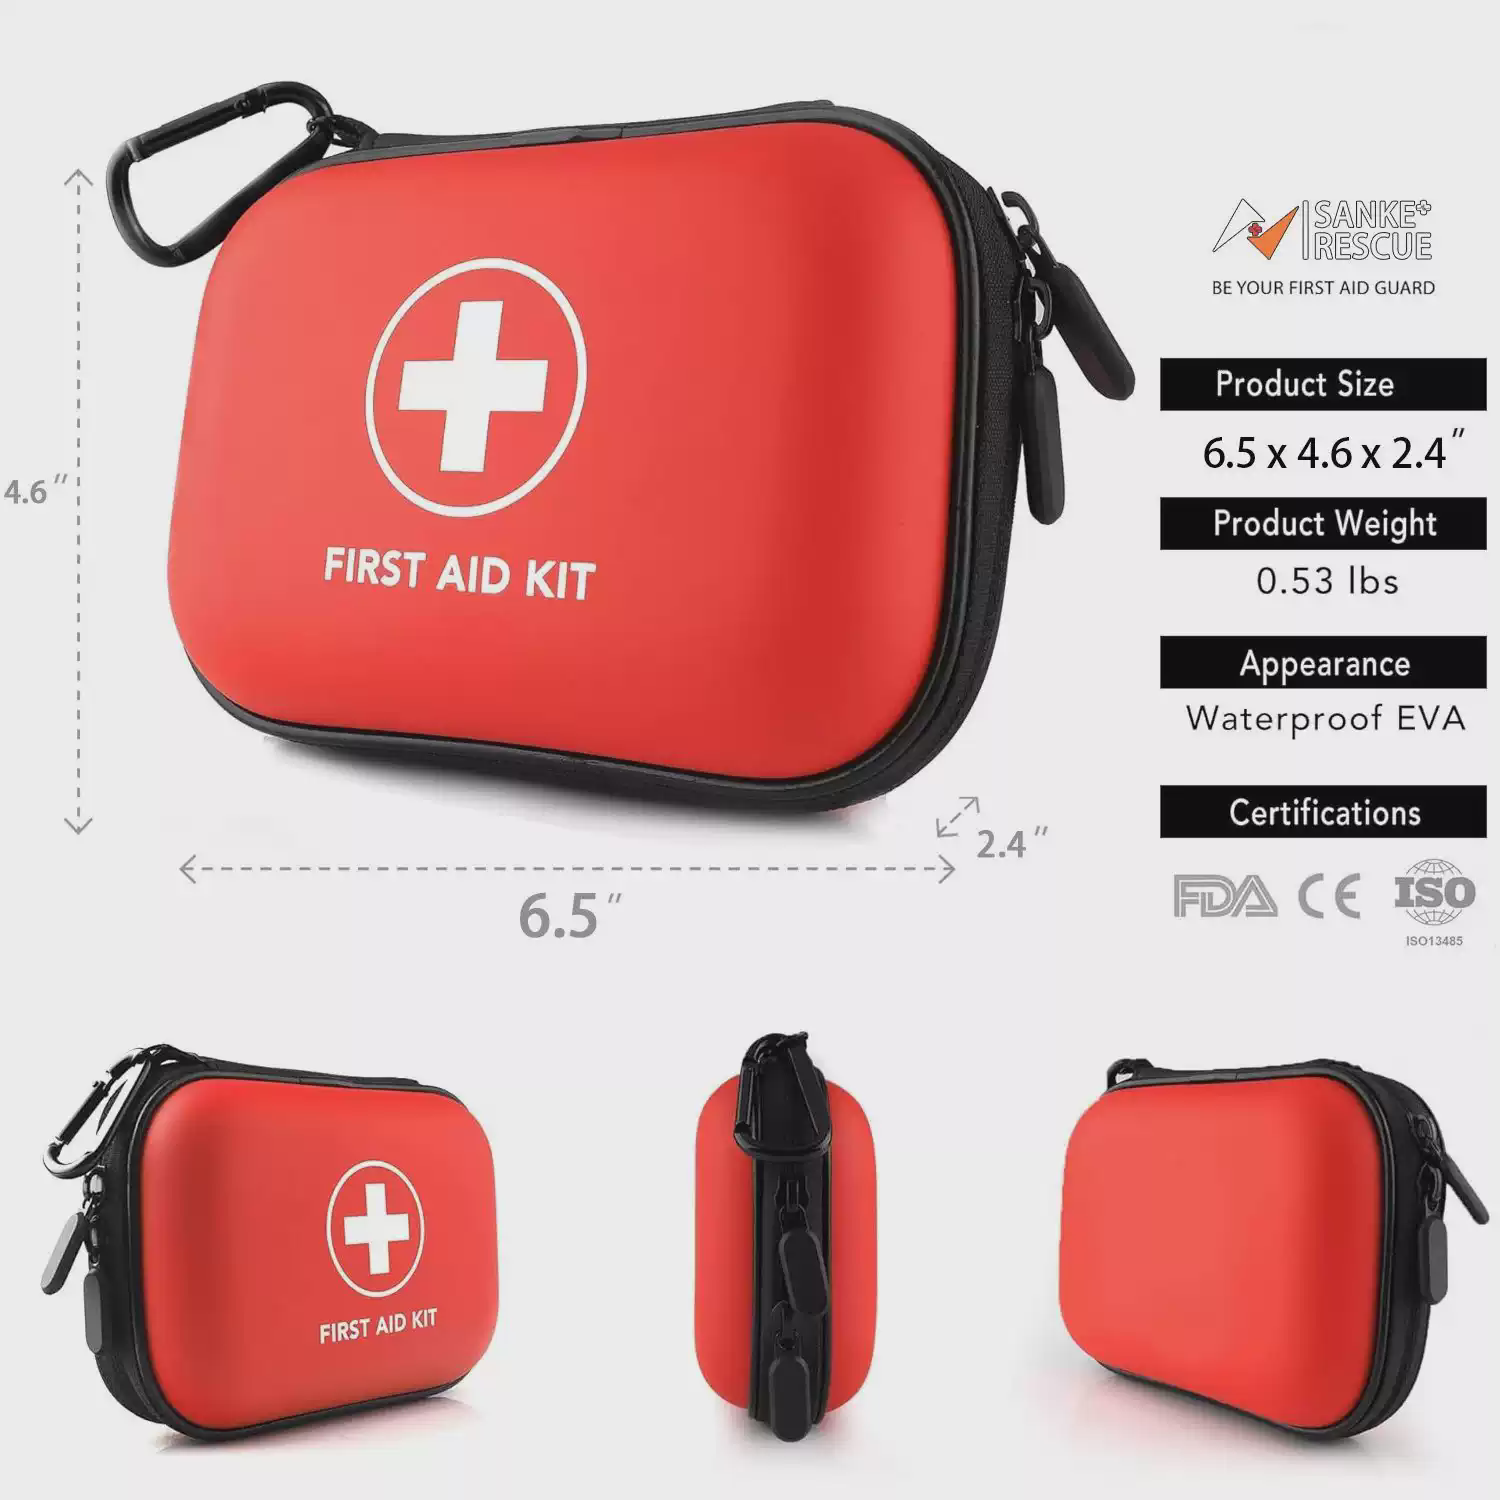 SANKE+
RESCUE
BE YOUR FIRST AID GUARD
Product Size
6.5 x 4.6 x 2.4″
Product Weight
0.53 lbs
Appearance
Waterproof EVA
Certifications
FDA CE ISO
ISO13485
4.6″
FIRST AID KIT
2.4″
6.5″
FIRST AID KIT